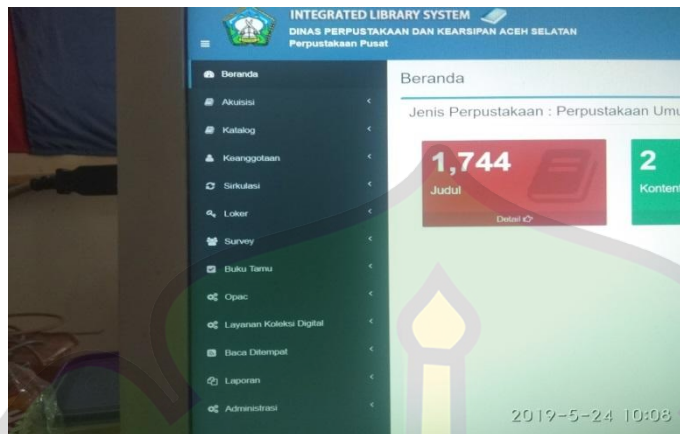 INTEGRATED LIBRARY SYSTEM
DINAS PERPUSTAKAAN DAN KEARSIPAN ACEH SELATAN
Perpustakaan Pusat
Beranda
Akuisisi
Katalog
Keanggotaan
Sirkulasi
Loker
Survey
Buku Tamu
Opac
Layanan Koleksi Digital
Baca Ditempat
Laporan
Administrasi
Beranda
Jenis Perpustakaan : Perpustakaan Umu
1,744
Judul
Detail
2
Konten
2019-5-24 10:08